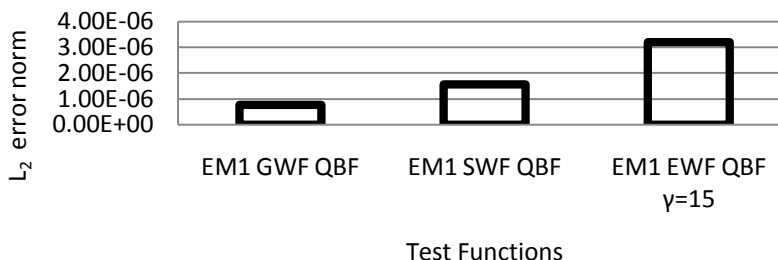 4.00E-06
3.00E-06
2.00E-06
1.00E-06
0.00E+00
L₂ error norm
EM1 GWF QBF
EM1 SWF QBF
EM1 EWF QBF
γ=15
Test Functions